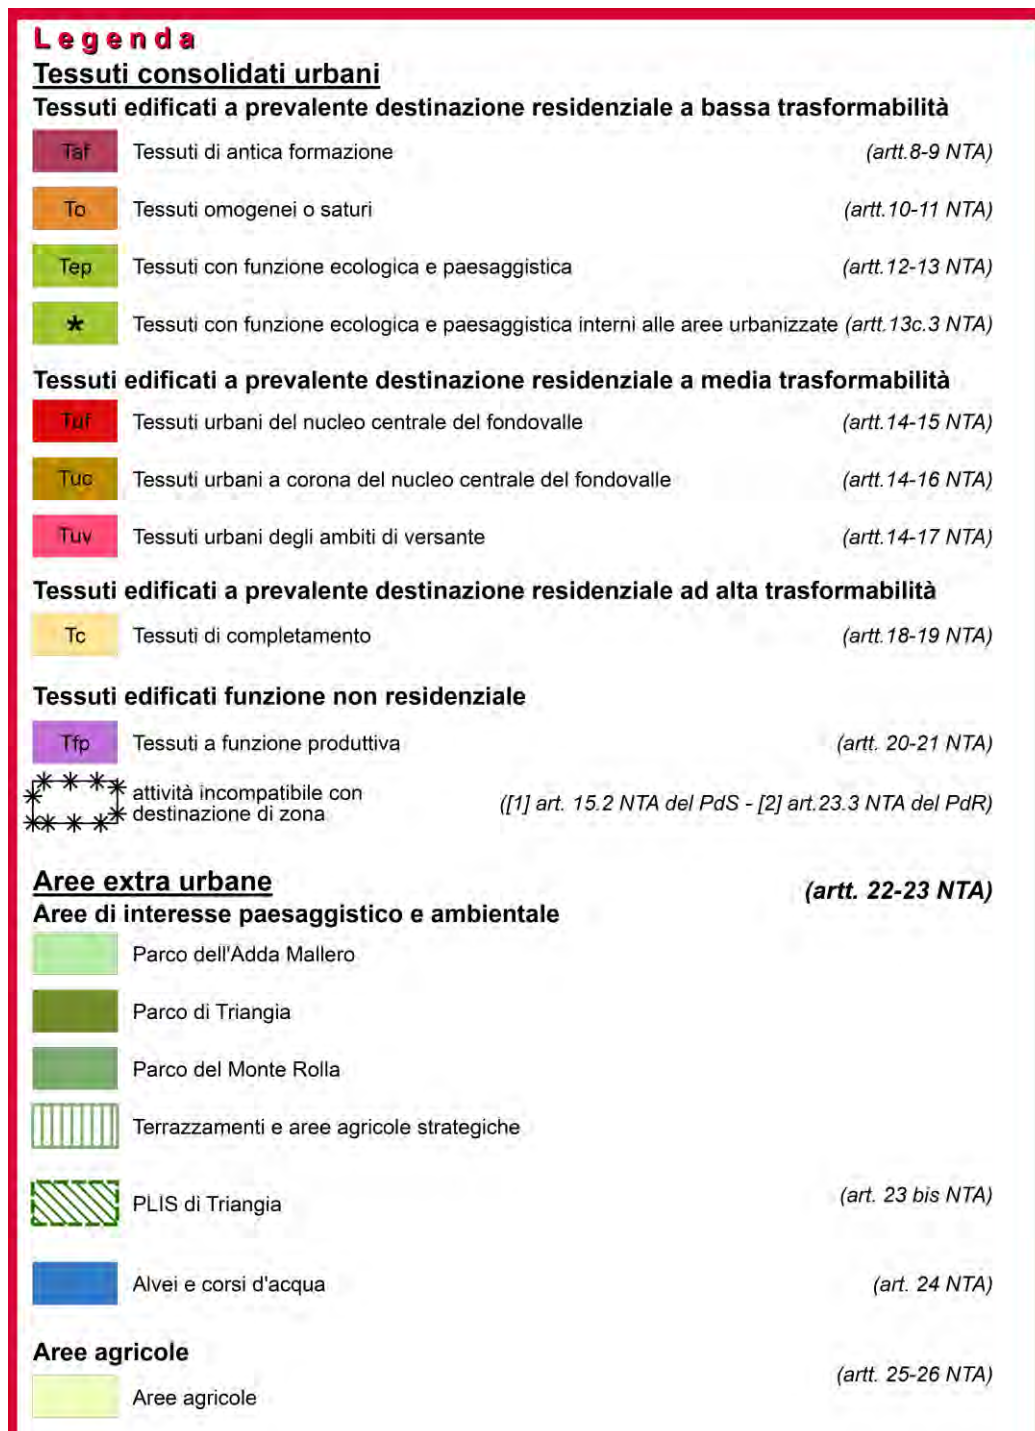 Legenda
Tessuti consolidati urbani
Tessuti edificati a prevalente destinazione residenziale a bassa trasformabilità
Taf Tessuti di antica formazione (artt.8-9 NTA)
To Tessuti omogenei o saturi (artt.10-11 NTA)
Tep Tessuti con funzione ecologica e paesaggistica (artt.12-13 NTA)
* Tessuti con funzione ecologica e paesaggistica interni alle aree urbanizzate (artt.13c.3 NTA)
Tessuti edificati a prevalente destinazione residenziale a media trasformabilità
Tuf Tessuti urbani del nucleo centrale del fondovalle (artt.14-15 NTA)
Tuc Tessuti urbani a corona del nucleo centrale del fondovalle (artt.14-16 NTA)
Tuv Tessuti urbani degli ambiti di versante (artt.14-17 NTA)
Tessuti edificati a prevalente destinazione residenziale ad alta trasformabilità
Tc Tessuti di completamento (artt.18-19 NTA)
Tessuti edificati funzione non residenziale
Tfp Tessuti a funzione produttiva (artt. 20-21 NTA)
attività incompatibile con
destinazione di zona ([1] art. 15.2 NTA del PdS - [2] art.23.3 NTA del PdR)
Aree extra urbane (artt. 22-23 NTA)
Aree di interesse paesaggistico e ambientale
Parco dell'Adda Mallero
Parco di Triangia
Parco del Monte Rolla
Terrazzamenti e aree agricole strategiche
PLIS di Triangia (art. 23 bis NTA)
Alvei e corsi d'acqua (art. 24 NTA)
Aree agricole
Aree agricole (artt. 25-26 NTA)